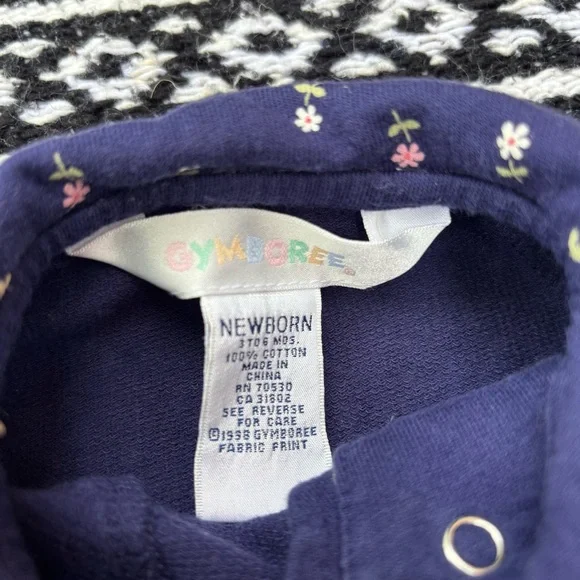 GYMBOREE
NEWBORN
3 TO 6 MOS.
100% COTTON
MADE IN
CHINA
RN 70530
CA 31602
SEE REVERSE
FOR CARE
©1998 GYMBOREE
FABRIC PRINT